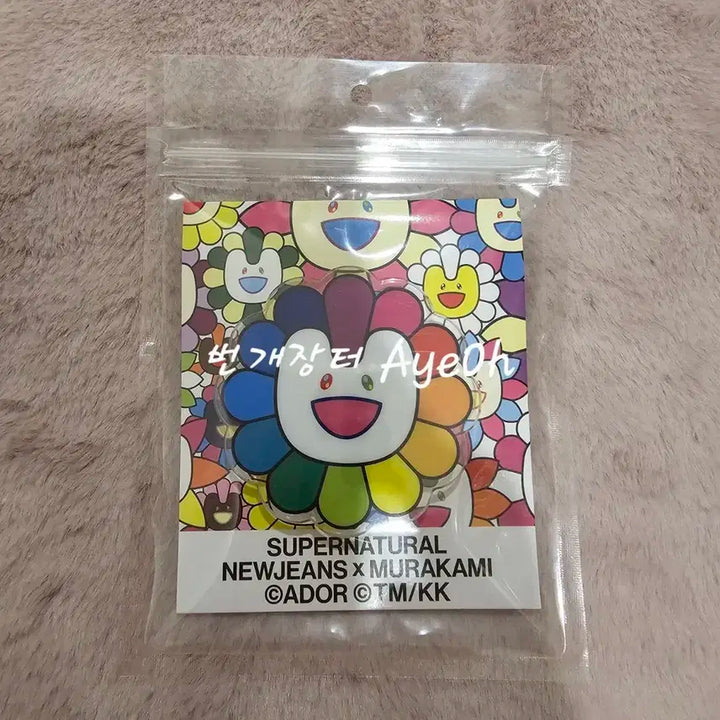 번개장터 AyeOh
SUPERNATURAL
NEWJEANS x MURAKAMI
©ADOR ©TM/KK